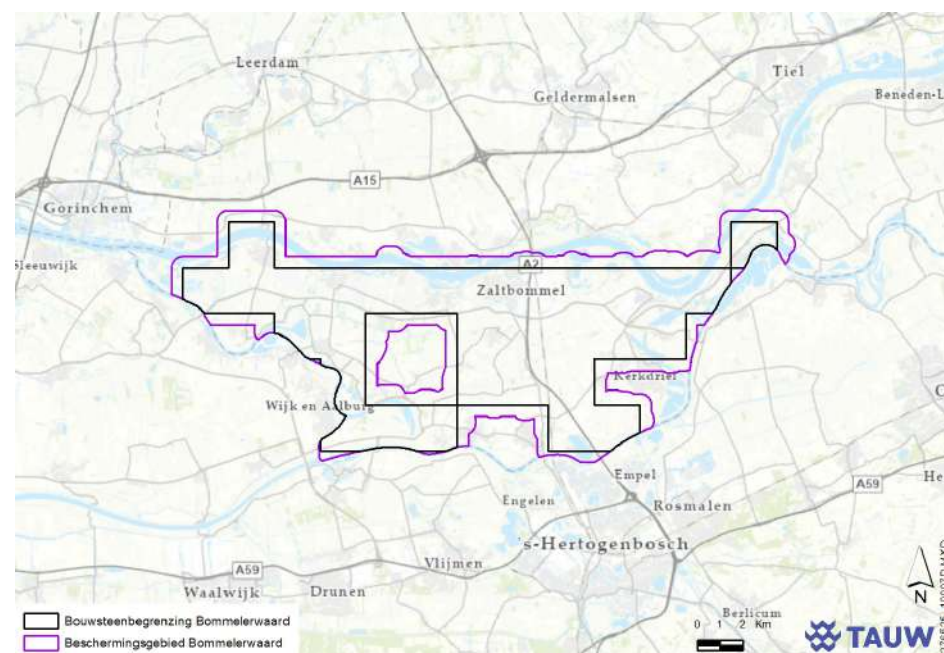 Leerdam
Tiel
Geldermalsen
Beneden-L
A15
Gorinchem
Sleeuwijk
A2
Zaltbommel
Kerkdriel
Wijk en Aalburg
Empel
A59
Engelen
Rosmalen
's-Hertogenbosch
Vlijmen
A59
Waalwijk
Drunen
N
Berlicum
0 1 2 Km
Bouwsteenbegrenzing Bommelerwaard
Beschermingsgebied Bommelerwaard
TAUW